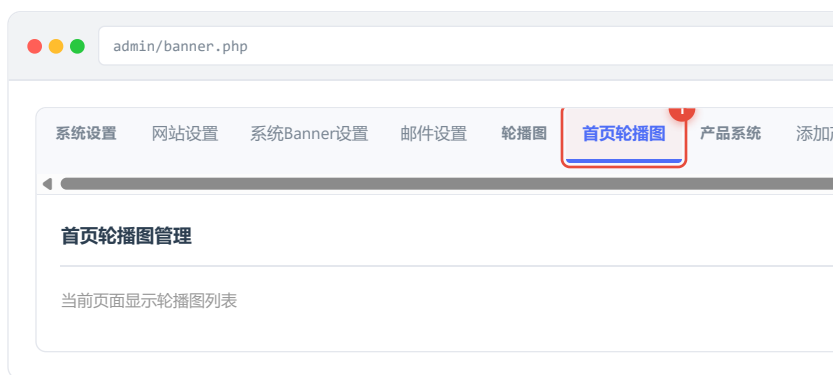 admin/banner.php
系统设置 网站设置 系统Banner设置 邮件设置 轮播图 首页轮播图 产品系统 添加
首页轮播图管理
当前页面显示轮播图列表